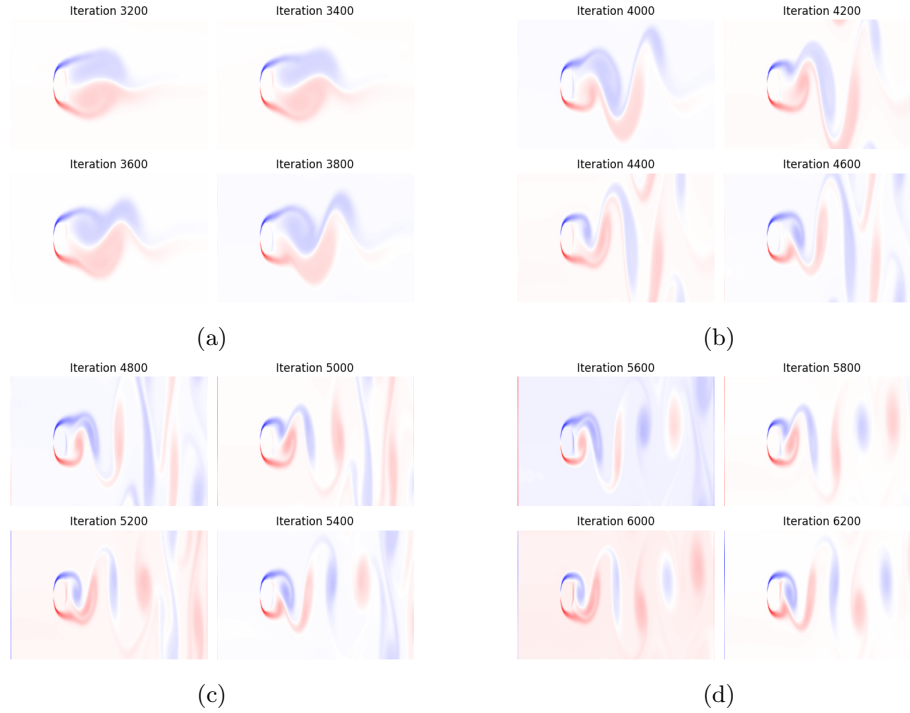 Iteration 3200
Iteration 3400
Iteration 3600
Iteration 3800
(a)
Iteration 4000
Iteration 4200
Iteration 4400
Iteration 4600
(b)
Iteration 4800
Iteration 5000
Iteration 5200
Iteration 5400
(c)
Iteration 5600
Iteration 5800
Iteration 6000
Iteration 6200
(d)